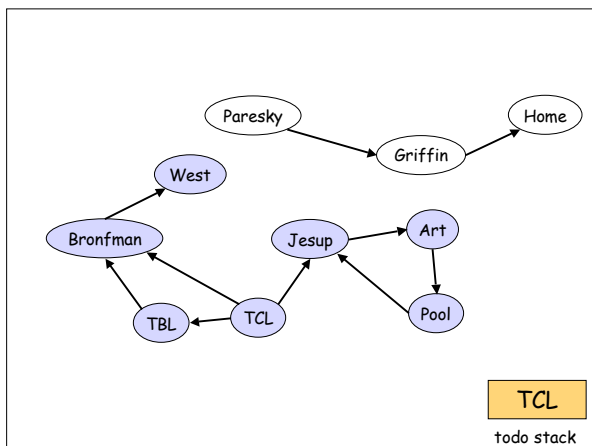 Paresky
Home
Griffin
West
Bronfman
Jesup
Art
TBL
TCL
Pool
TCL
todo stack